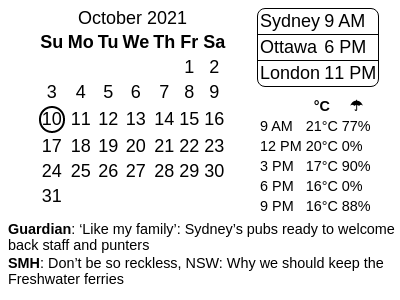 October 2021
Su Mo Tu We Th Fr Sa
1 2
3 4 5 6 7 8 9
10 11 12 13 14 15 16
17 18 19 20 21 22 23
24 25 26 27 28 29 30
31
Sydney 9 AM
Ottawa 6 PM
London 11 PM
°C ☂
9 AM 21°C 77%
12 PM 20°C 0%
3 PM 17°C 90%
6 PM 16°C 0%
9 PM 16°C 88%
Guardian: ‘Like my family’: Sydney’s pubs ready to welcome
back staff and punters
SMH: Don’t be so reckless, NSW: Why we should keep the
Freshwater ferries